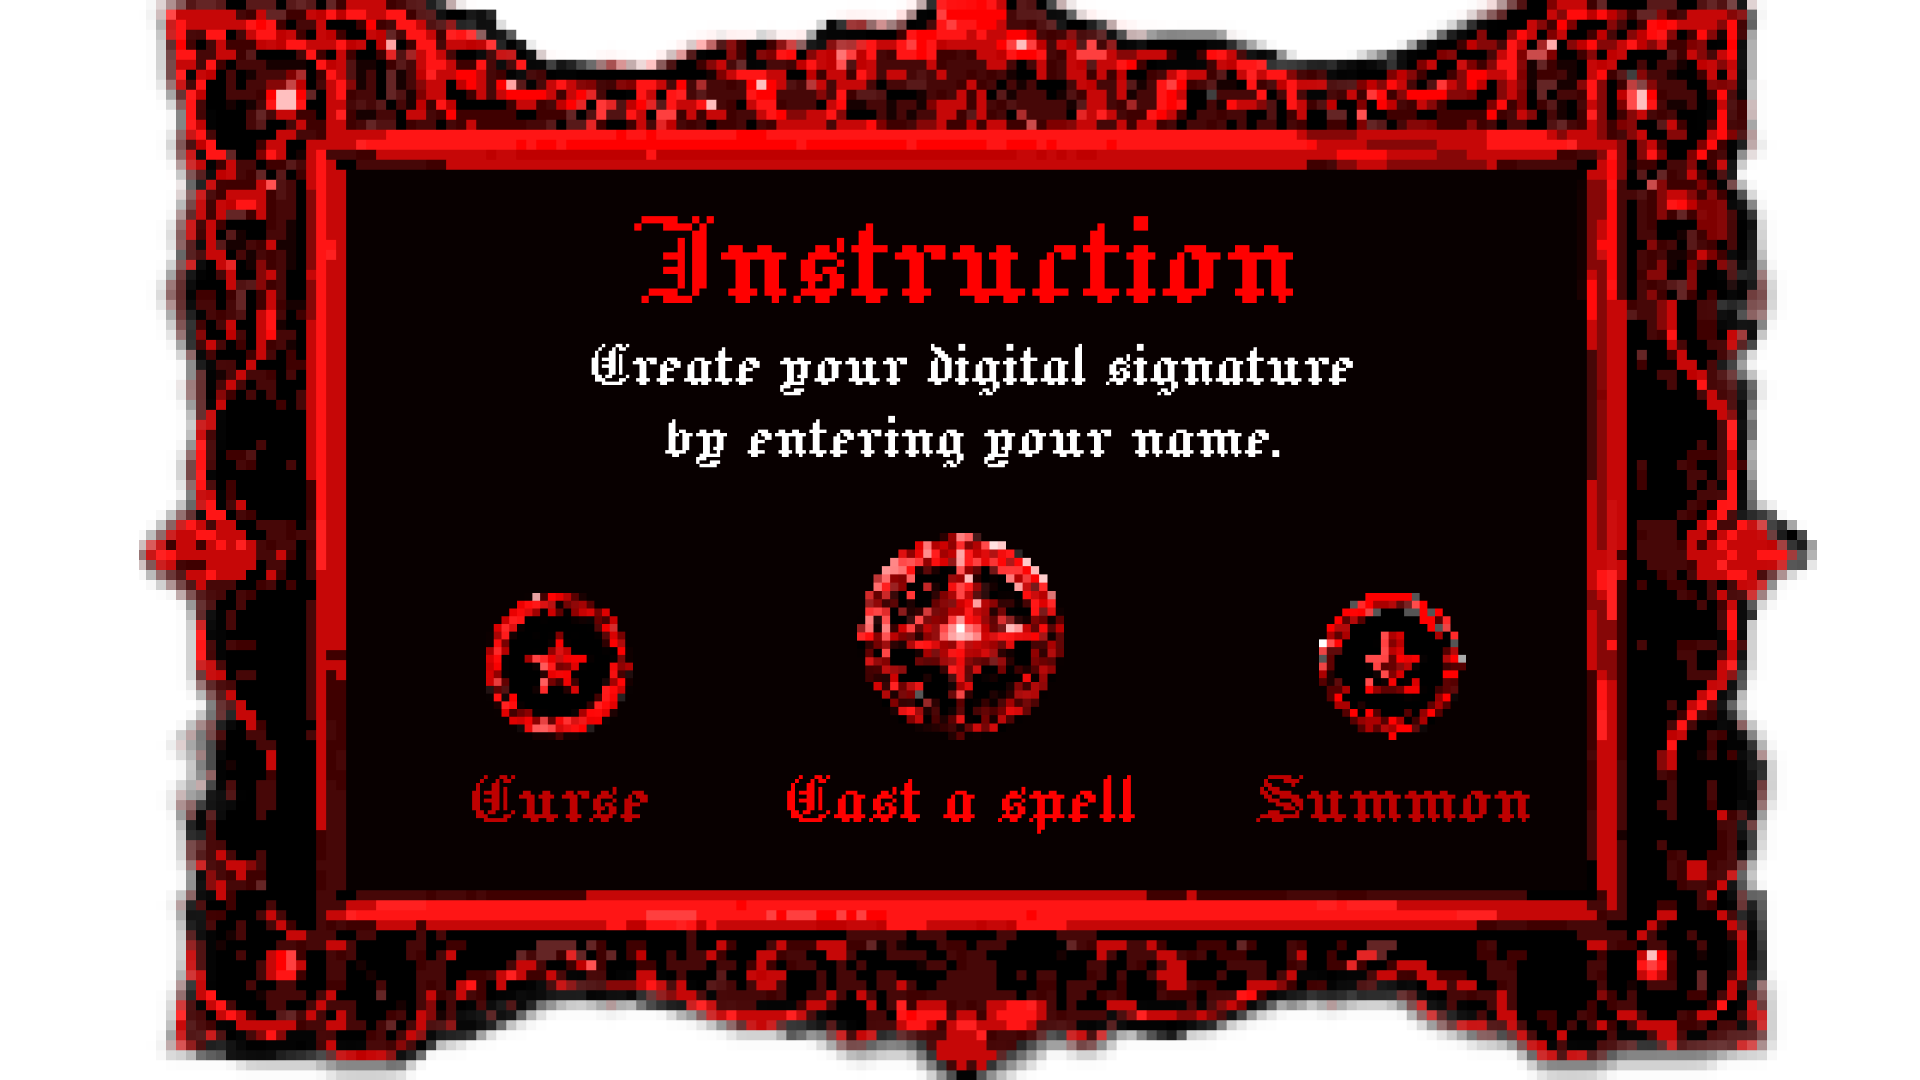 Instruction
Create your digital signature
by entering your name.
Curse
Cast a spell
Summon